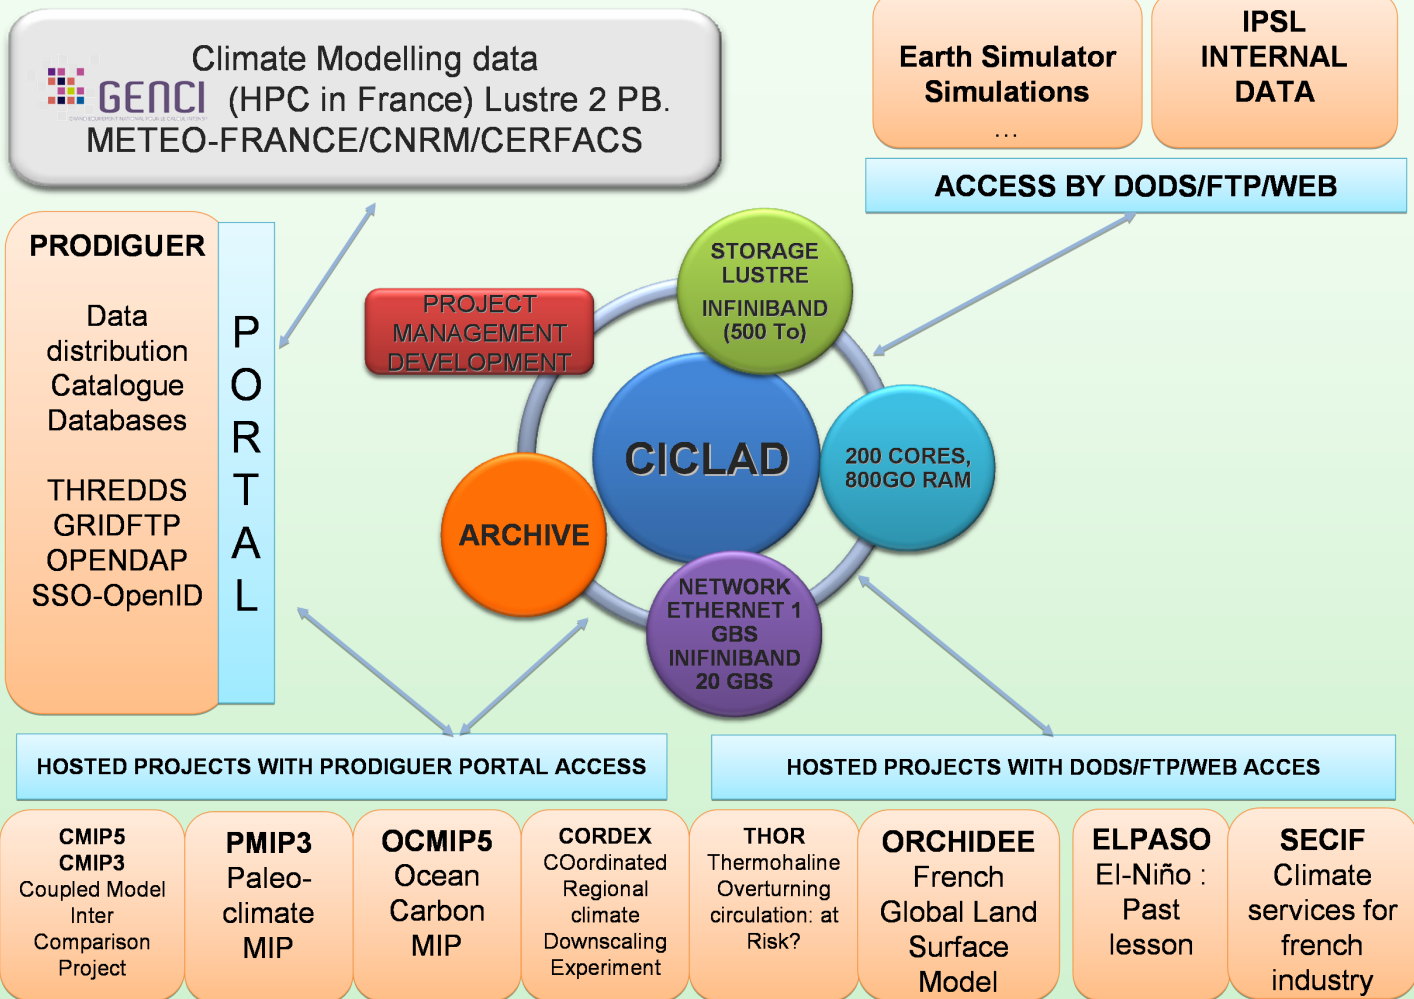 Climate Modelling data
GENCI (HPC in France) Lustre 2 PB.
METEO-FRANCE/CNRM/CERFACS
Earth Simulator
Simulations
...
IPSL
INTERNAL
DATA
ACCESS BY DODS/FTP/WEB
PRODIGUER
Data
distribution
Catalogue
Databases
THREDDS
GRIDFTP
OPENDAP
SSO-OpenID
P
O
R
T
A
L
PROJECT
MANAGEMENT
DEVELOPMENT
STORAGE
LUSTRE
INFINIBAND
(500 To)
CICLAD
200 CORES,
800GO RAM
ARCHIVE
NETWORK
ETHERNET 1
GBS
INIFINIBAND
20 GBS
HOSTED PROJECTS WITH PRODIGUER PORTAL ACCESS
HOSTED PROJECTS WITH DODS/FTP/WEB ACCES
CMIP5
CMIP3
Coupled Model
Inter
Comparison
Project
PMIP3
Paleo-
climate
MIP
OCMIP5
Ocean
Carbon
MIP
CORDEX
COordinated
Regional
climate
Downscaling
Experiment
THOR
Thermohaline
Overturning
circulation: at
Risk?
ORCHIDEE
French
Global Land
Surface
Model
ELPASO
El-Niño :
Past
lesson
SECIF
Climate
services for
french
industry